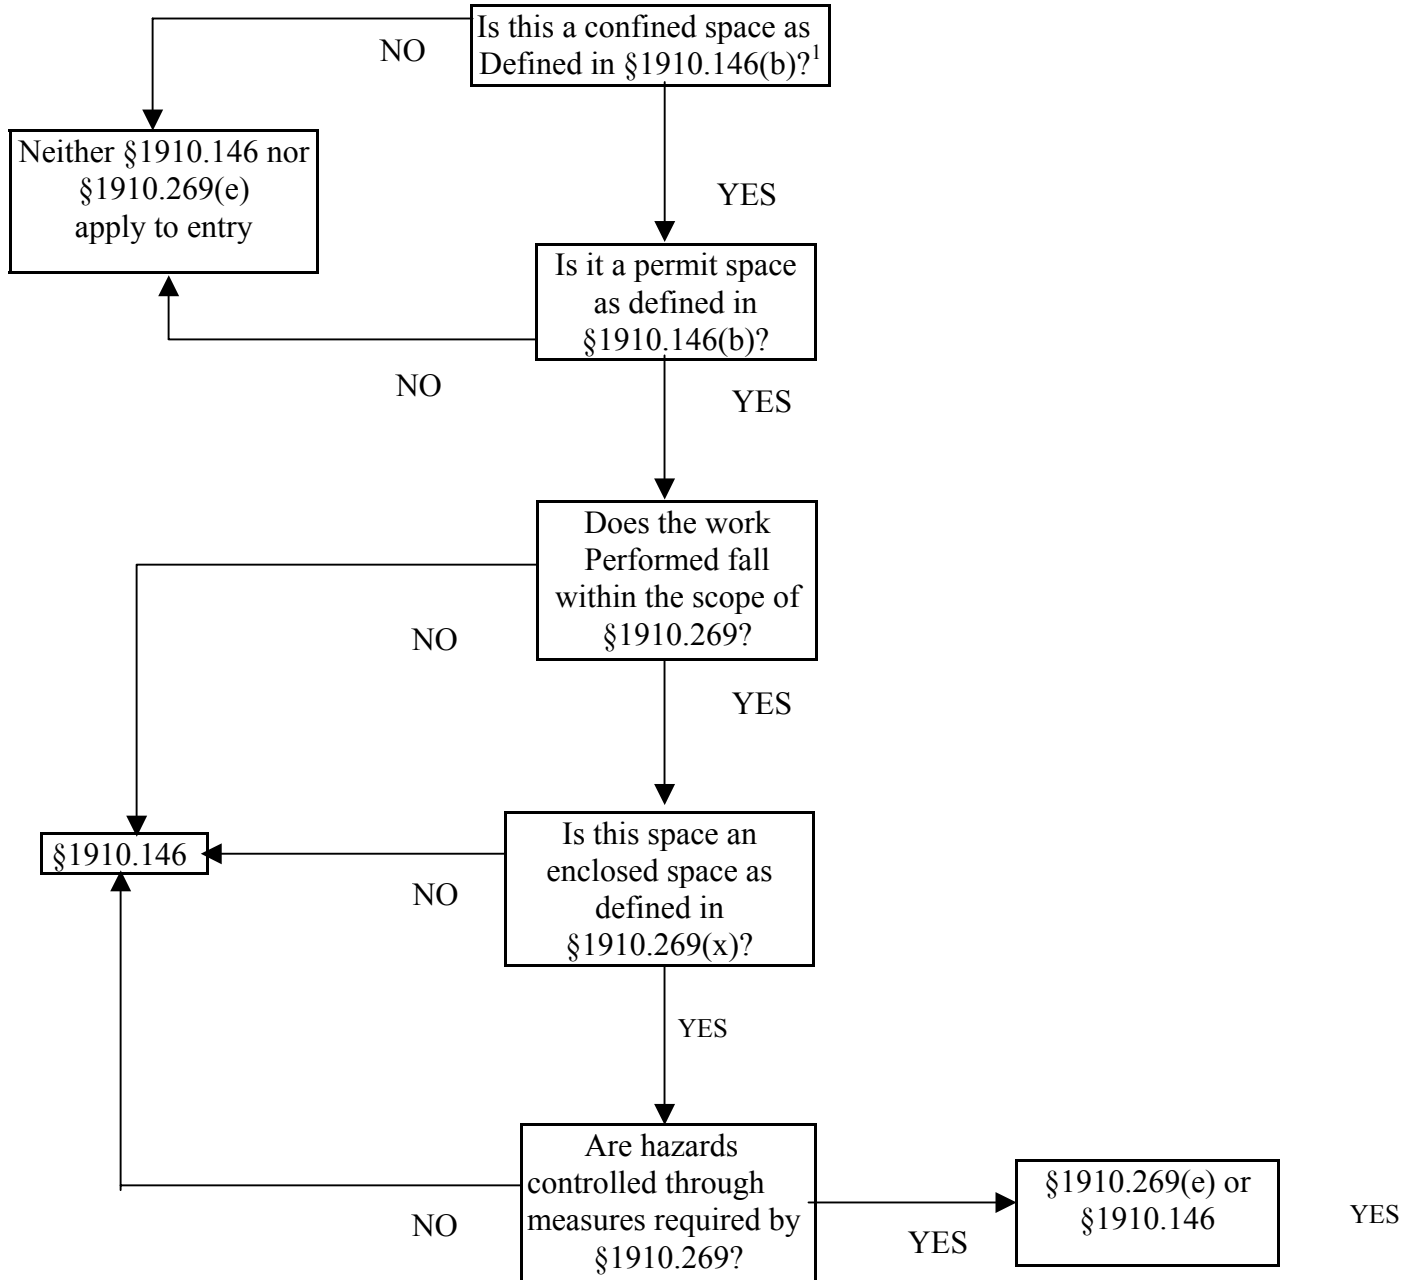 Is this a confined space as
Defined in §1910.146(b)?1
NO
Neither §1910.146 nor
§1910.269(e)
apply to entry
YES
Is it a permit space
as defined in
§1910.146(b)?
NO
YES
Does the work
Performed fall
within the scope of
§1910.269?
NO
YES
§1910.146
Is this space an
enclosed space as
defined in
§1910.269(x)?
NO
YES
Are hazards
controlled through
measures required by
§1910.269?
NO
YES
§1910.269(e) or
§1910.146
YES